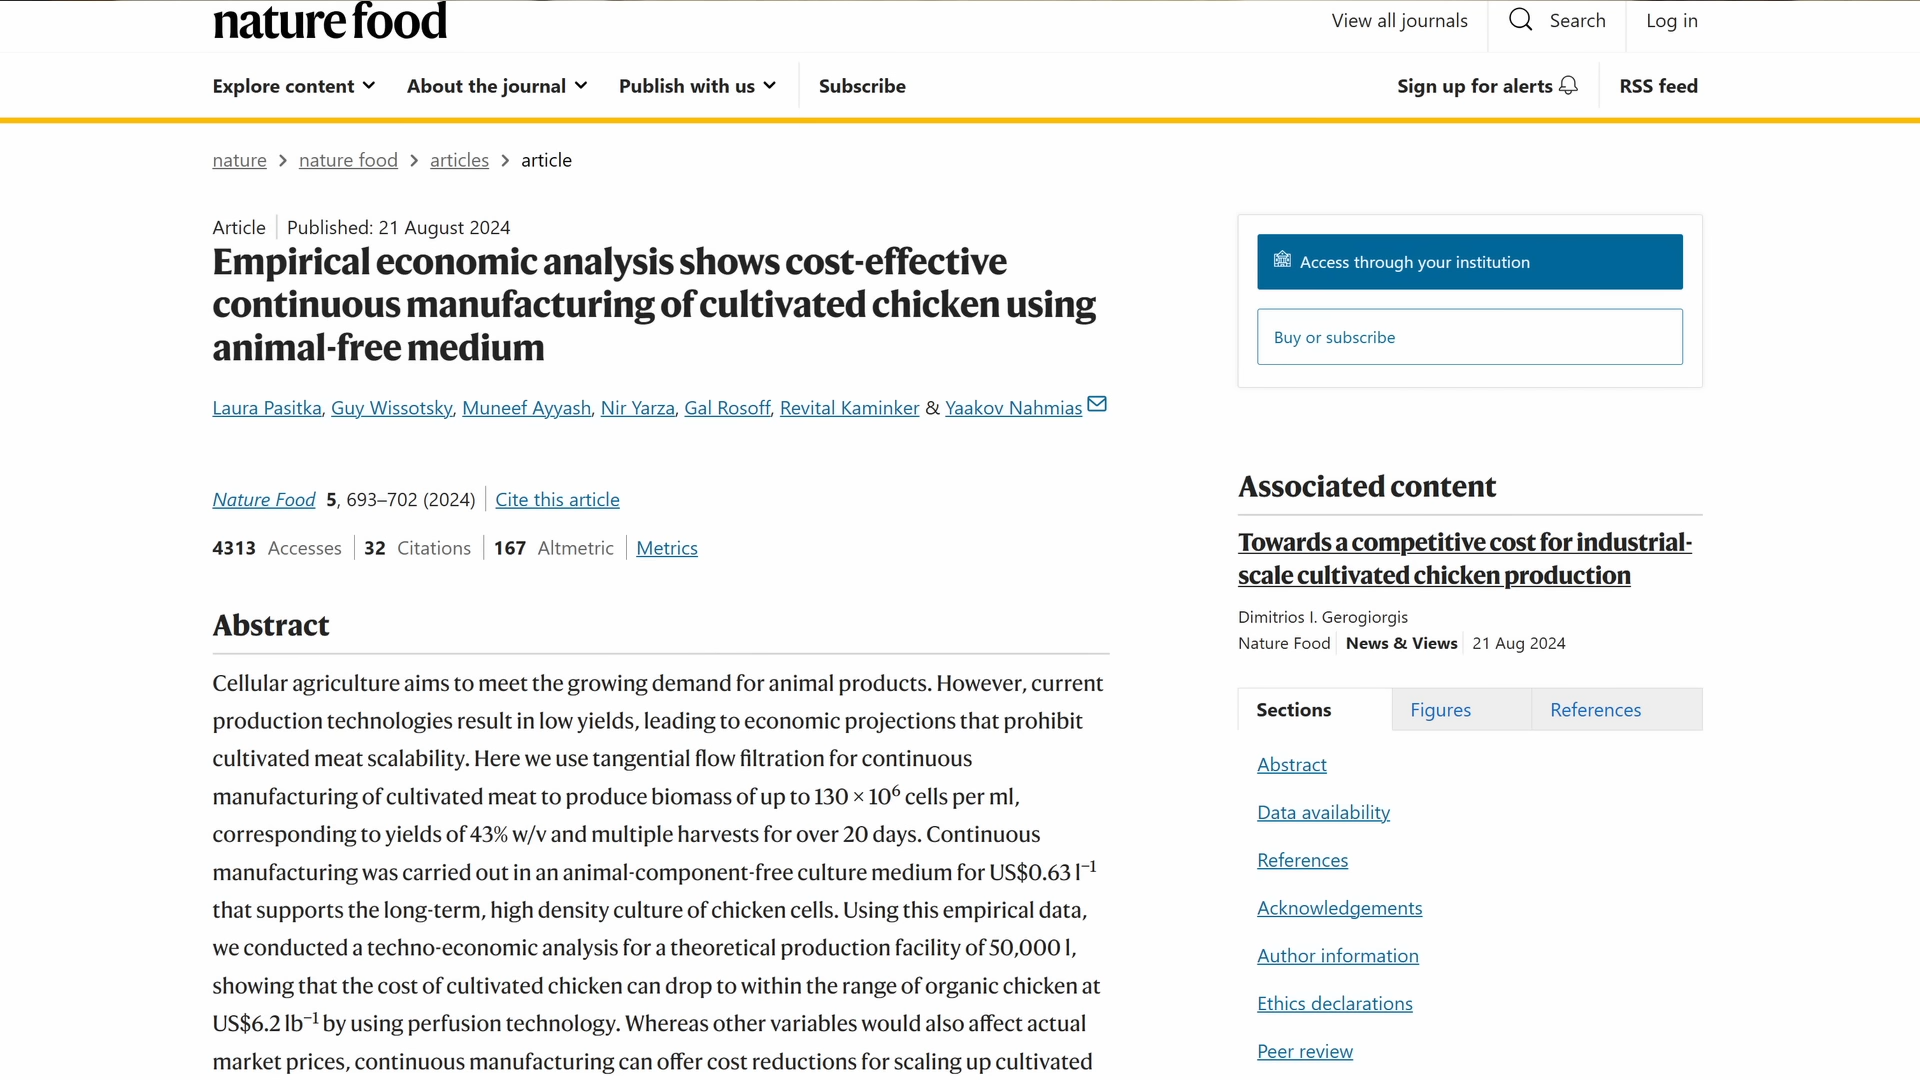 nature food
View all journals
Search
Log in
Explore content
About the journal
Publish with us
Subscribe
Sign up for alerts
RSS feed
nature > nature food > articles > article
Article | Published: 21 August 2024
Empirical economic analysis shows cost-effective
continuous manufacturing of cultivated chicken using
animal-free medium
Laura Pasitka, Guy Wissotsky, Muneef Ayyash, Nir Yarza, Gal Rosoff, Revital Kaminker & Yaakov Nahmias
Nature Food 5, 693–702 (2024) | Cite this article
4313 Accesses | 32 Citations | 167 Altmetric | Metrics
Abstract
Cellular agriculture aims to meet the growing demand for animal products. However, current
production technologies result in low yields, leading to economic projections that prohibit
cultivated meat scalability. Here we use tangential flow filtration for continuous
manufacturing of cultivated meat to produce biomass of up to 130 × 10⁶ cells per ml,
corresponding to yields of 43% w/v and multiple harvests for over 20 days. Continuous
manufacturing was carried out in an animal-component-free culture medium for US$0.63 l⁻¹
that supports the long-term, high density culture of chicken cells. Using this empirical data,
we conducted a techno-economic analysis for a theoretical production facility of 50,000 l,
showing that the cost of cultivated chicken can drop to within the range of organic chicken at
US$6.2 lb⁻¹ by using perfusion technology. Whereas other variables would also affect actual
market prices, continuous manufacturing can offer cost reductions for scaling up cultivated
Access through your institution
Buy or subscribe
Associated content
Towards a competitive cost for industrial-
scale cultivated chicken production
Dimitrios I. Gerogiorgis
Nature Food | News & Views | 21 Aug 2024
Sections
Figures
References
Abstract
Data availability
References
Acknowledgements
Author information
Ethics declarations
Peer review